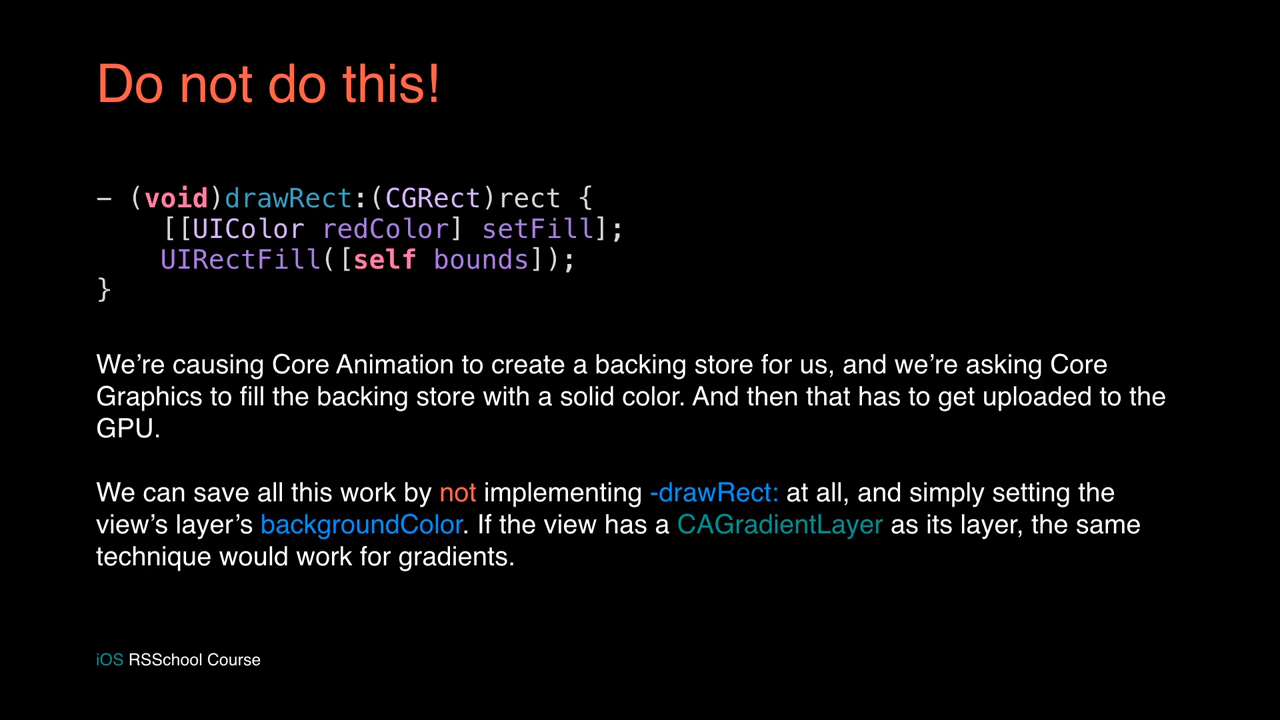 Do not do this!
– (void)drawRect:(CGRect)rect {
    [[UIColor redColor] setFill];
    UIRectFill([self bounds]);
}
We’re causing Core Animation to create a backing store for us, and we’re asking Core
Graphics to fill the backing store with a solid color. And then that has to get uploaded to the
GPU.
We can save all this work by not implementing -drawRect: at all, and simply setting the
view’s layer’s backgroundColor. If the view has a CAGradientLayer as its layer, the same
technique would work for gradients.
iOS RSSchool Course